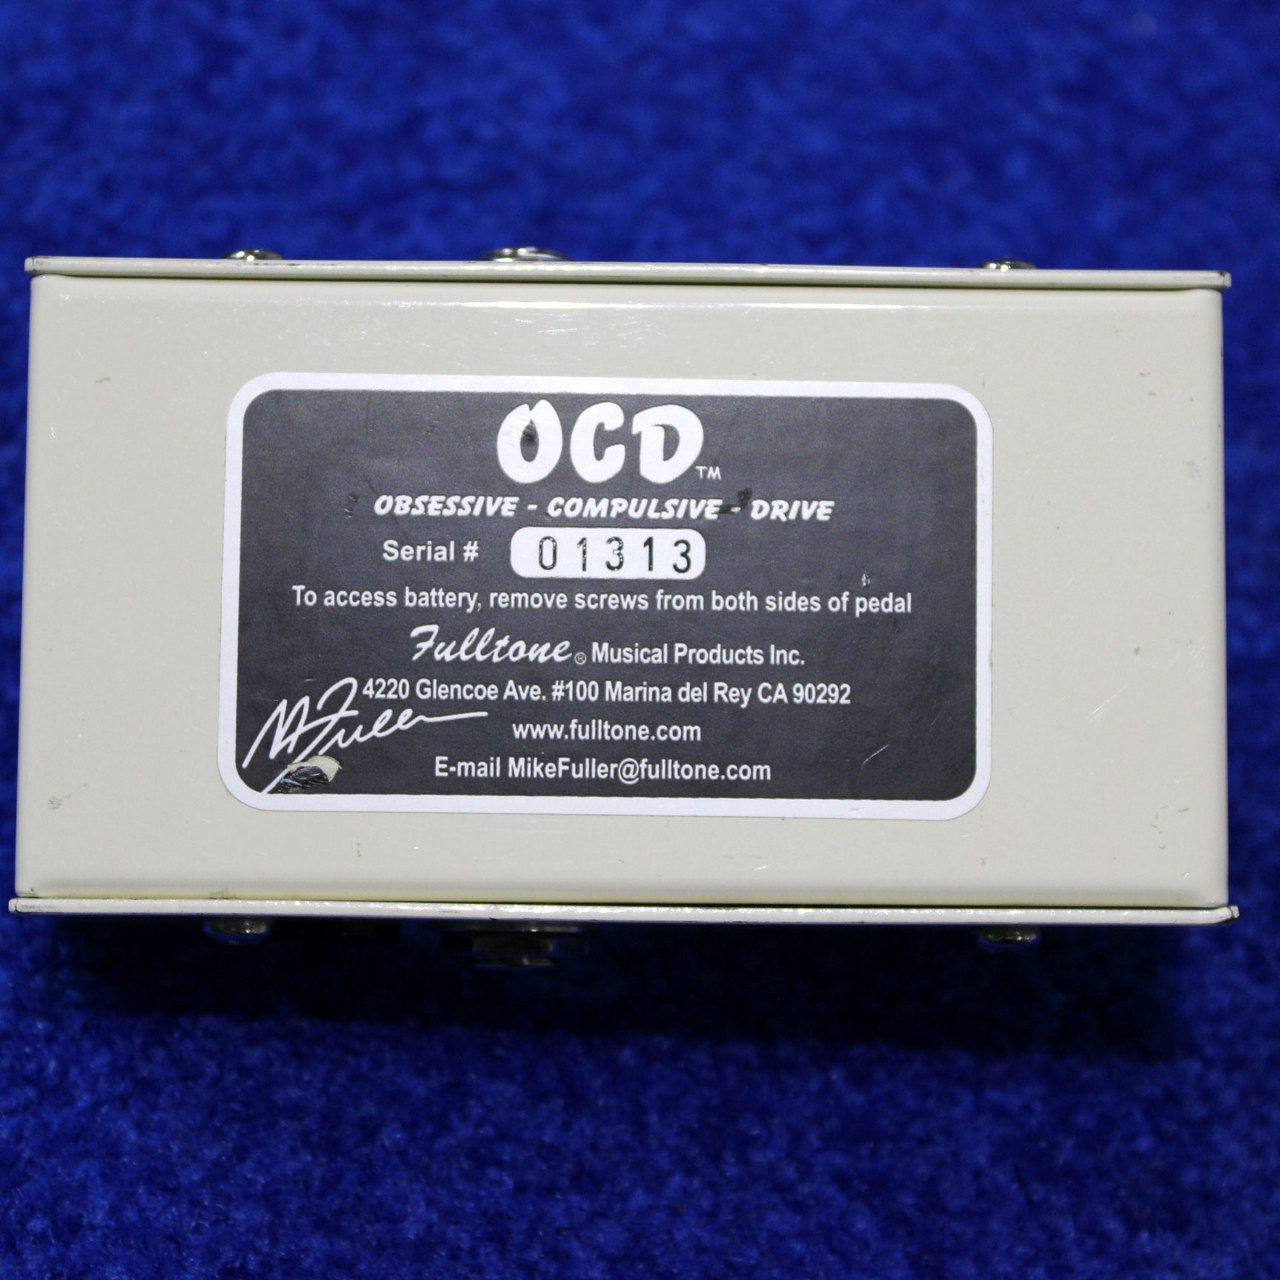 OCD™
OBSESSIVE - COMPULSIVE - DRIVE
Serial # 01313
To access battery, remove screws from both sides of pedal
Fulltone® Musical Products Inc.
4220 Glencoe Ave. #100 Marina del Rey CA 90292
M Fuller
www.fulltone.com
E-mail MikeFuller@fulltone.com